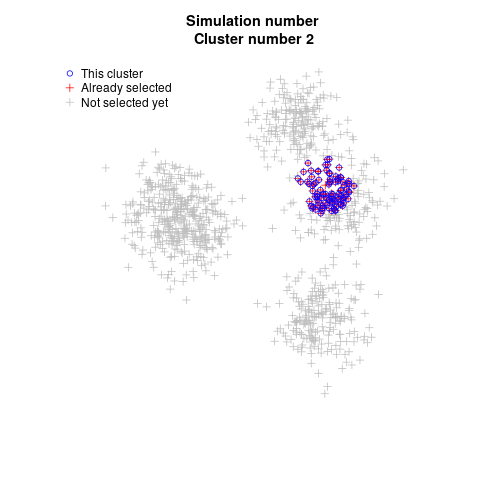 Simulation number
Cluster number 2
This cluster
Already selected
Not selected yet